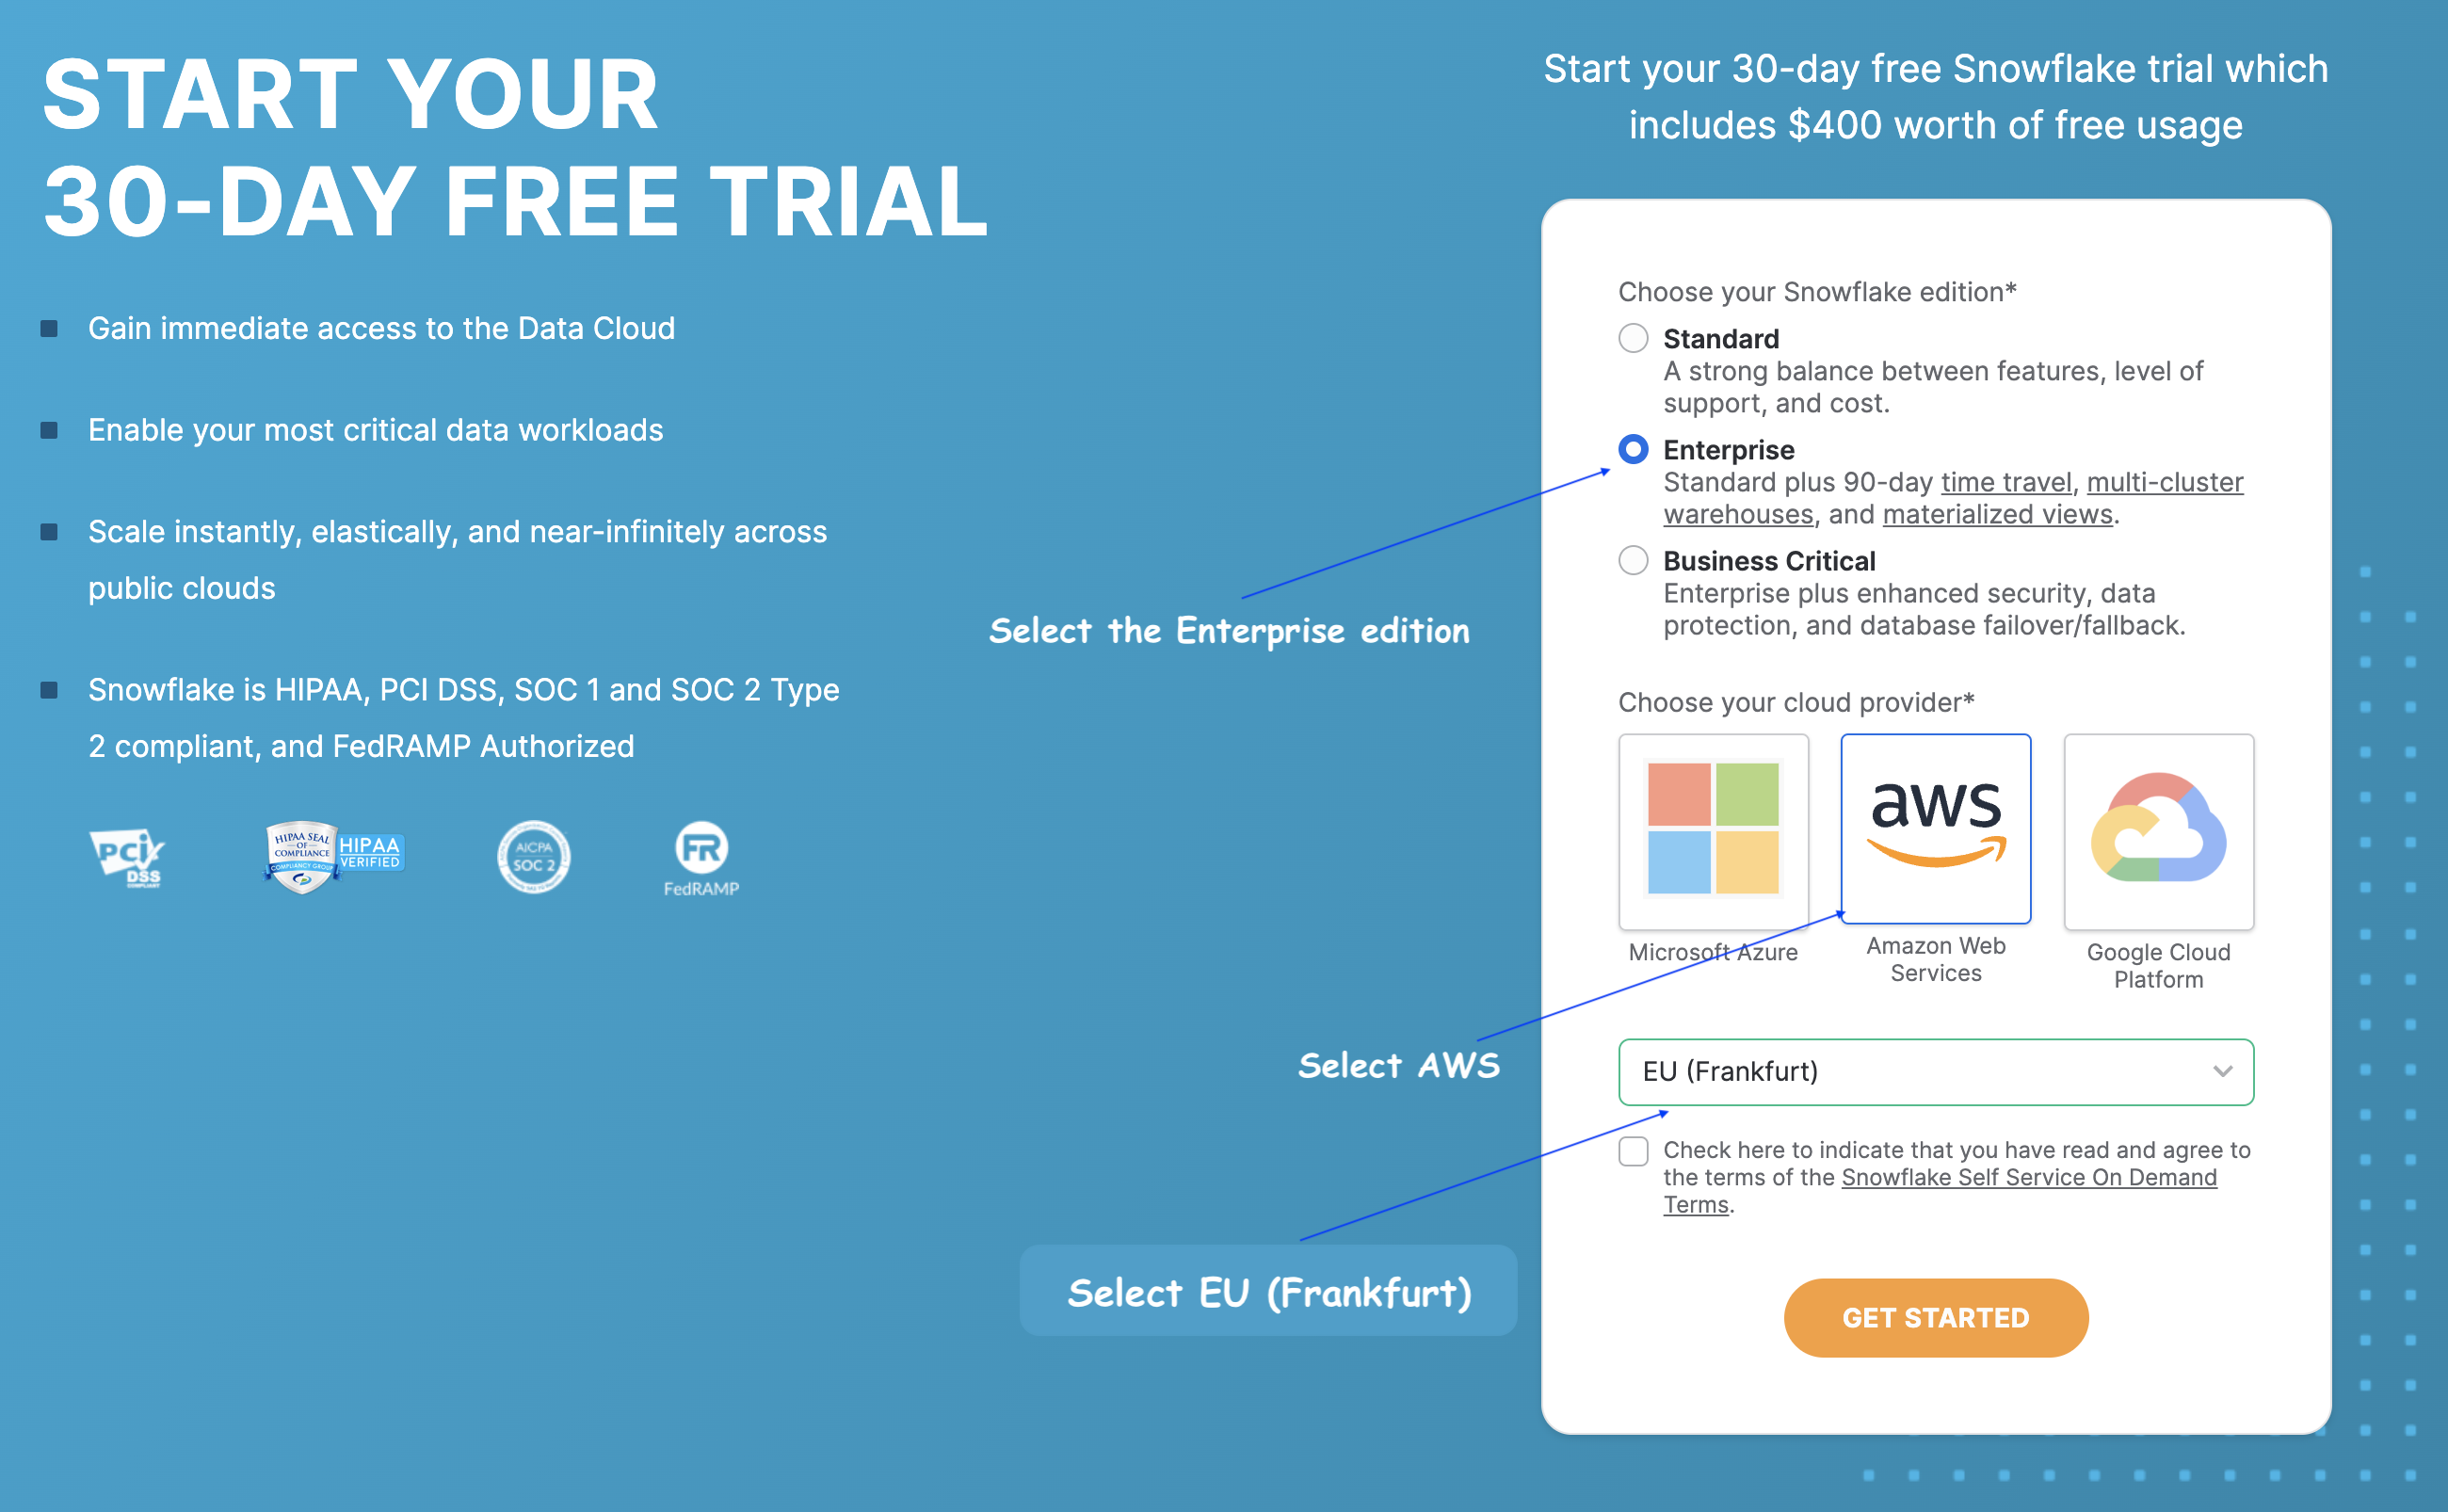 START YOUR
30-DAY FREE TRIAL
Gain immediate access to the Data Cloud
Enable your most critical data workloads
Scale instantly, elastically, and near-infinitely across
public clouds
Snowflake is HIPAA, PCI DSS, SOC 1 and SOC 2 Type
2 compliant, and FedRAMP Authorized
PCI
DSS
COMPLIANT
HIPAA SEAL
OF
COMPLIANCE
COMPLIANCY GROUP
HIPAA
VERIFIED
AICPA
SOC 2
FR
FedRAMP
Select the Enterprise edition
Select AWS
Select EU (Frankfurt)
Start your 30-day free Snowflake trial which
includes $400 worth of free usage
Choose your Snowflake edition*
Standard
A strong balance between features, level of
support, and cost.
Enterprise
Standard plus 90-day time travel, multi-cluster
warehouses, and materialized views.
Business Critical
Enterprise plus enhanced security, data
protection, and database failover/fallback.
Choose your cloud provider*
aws
Microsoft Azure
Amazon Web
Services
Google Cloud
Platform
EU (Frankfurt)
Check here to indicate that you have read and agree to
the terms of the Snowflake Self Service On Demand
Terms.
GET STARTED